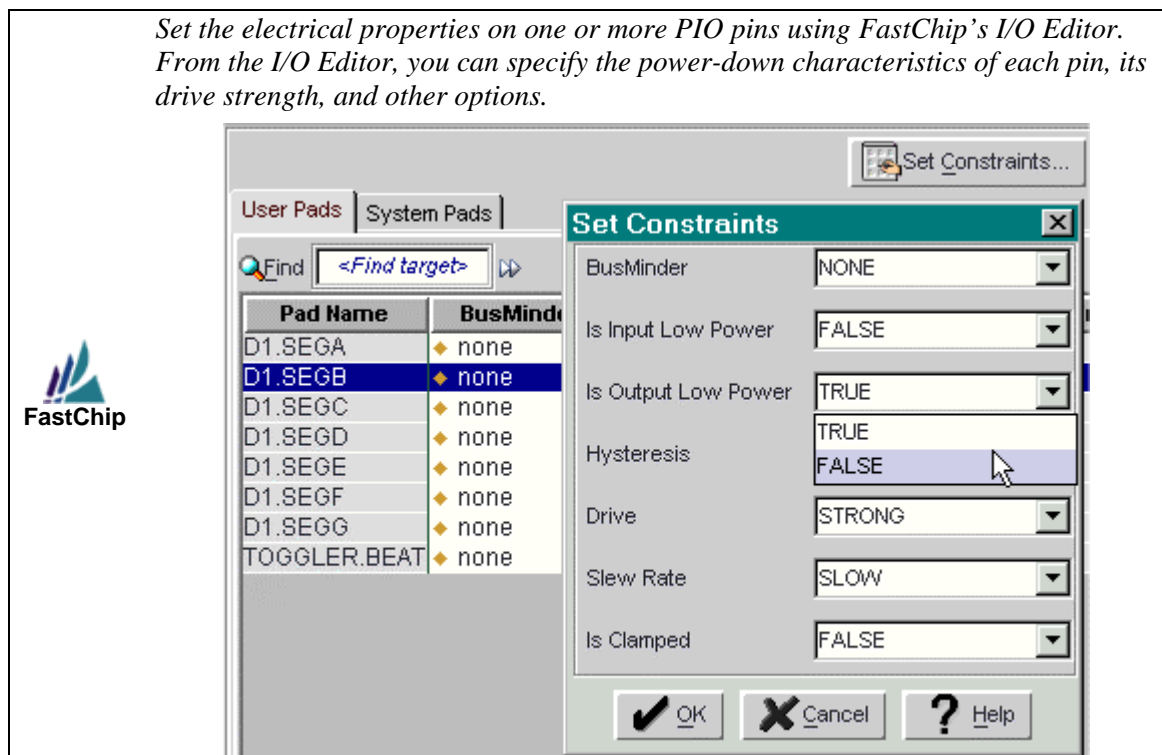 Set the electrical properties on one or more PIO pins using FastChip's I/O Editor.
From the I/O Editor, you can specify the power-down characteristics of each pin, its
drive strength, and other options.
Set Constraints...
User Pads
System Pads
Find
<Find target>
Pad Name
BusMinde
D1.SEGA
none
D1.SEGB
none
D1.SEGC
none
D1.SEGD
none
D1.SEGE
none
D1.SEGF
none
D1.SEGG
none
TOGGLER.BEAT
none
FastChip
Set Constraints
BusMinder
NONE
Is Input Low Power
FALSE
Is Output Low Power
TRUE
TRUE
FALSE
Hysteresis
Drive
STRONG
Slew Rate
SLOW
Is Clamped
FALSE
OK
Cancel
? Help